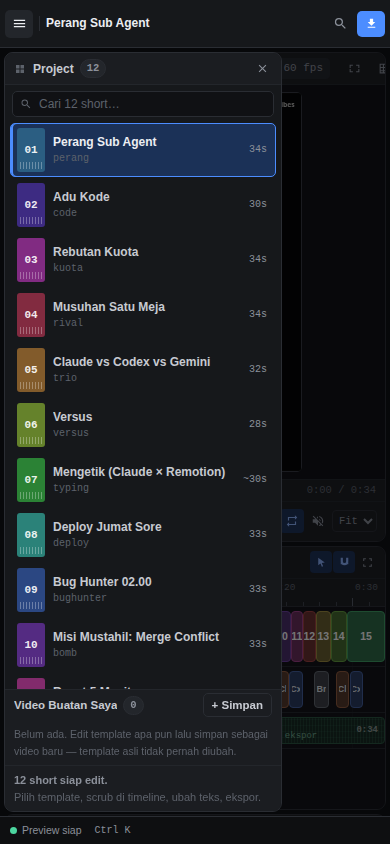 Perang Sub Agent
Project 12
60 fps
Cari 12 short…
01 Perang Sub Agent 34s
perang
02 Adu Kode 30s
code
03 Rebutan Kuota 34s
kuota
04 Musuhan Satu Meja 34s
rival
05 Claude vs Codex vs Gemini 32s
trio
06 Versus 28s
versus
07 Mengetik (Claude × Remotion) ~30s
typing
08 Deploy Jumat Sore 33s
deploy
09 Bug Hunter 02.00 33s
bughunter
10 Misi Mustahil: Merge Conflict 33s
bomb
0:00 / 0:34
Fit
0:30
11 12 13 14 15
ekspor
0:34
Video Buatan Saya 0 + Simpan
Belum ada. Edit template apa pun lalu simpan sebagai
video baru — template asli tidak pernah diubah.
12 short siap edit.
Pilih template, scrub di timeline, ubah teks, ekspor.
Preview siap Ctrl K